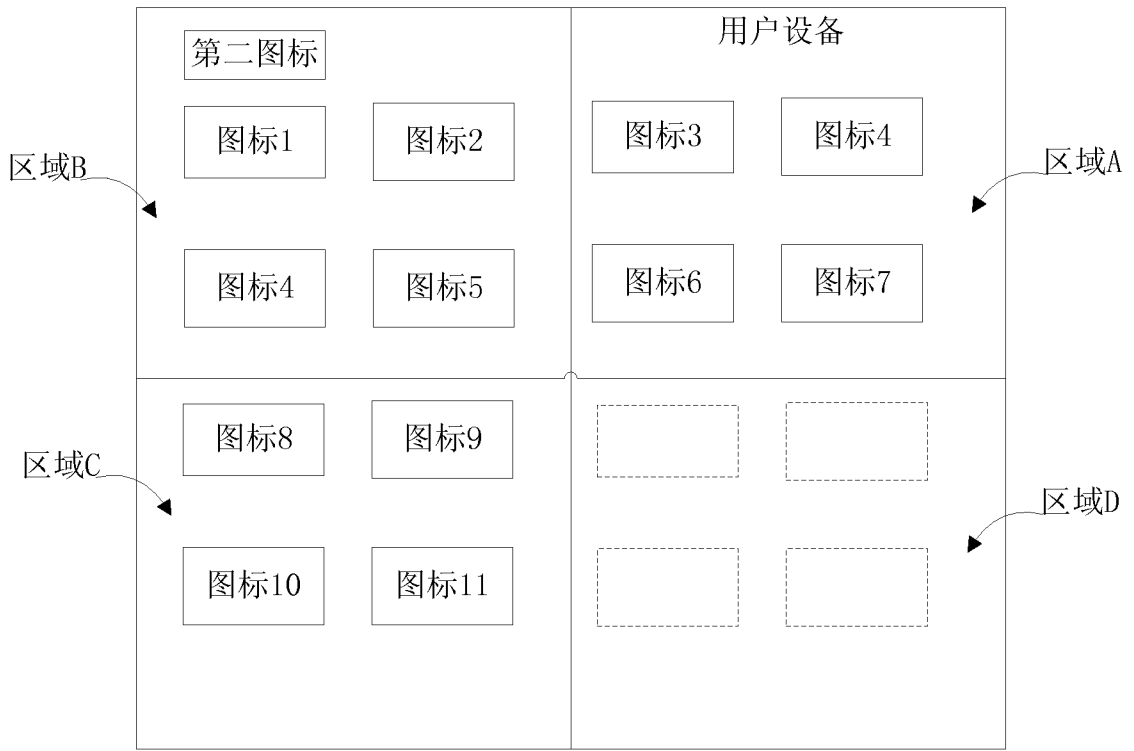 用户设备
第二图标
图标1
图标2
图标3
图标4
区域B
区域A
图标4
图标5
图标6
图标7
图标8
图标9
区域C
区域D
图标10
图标11